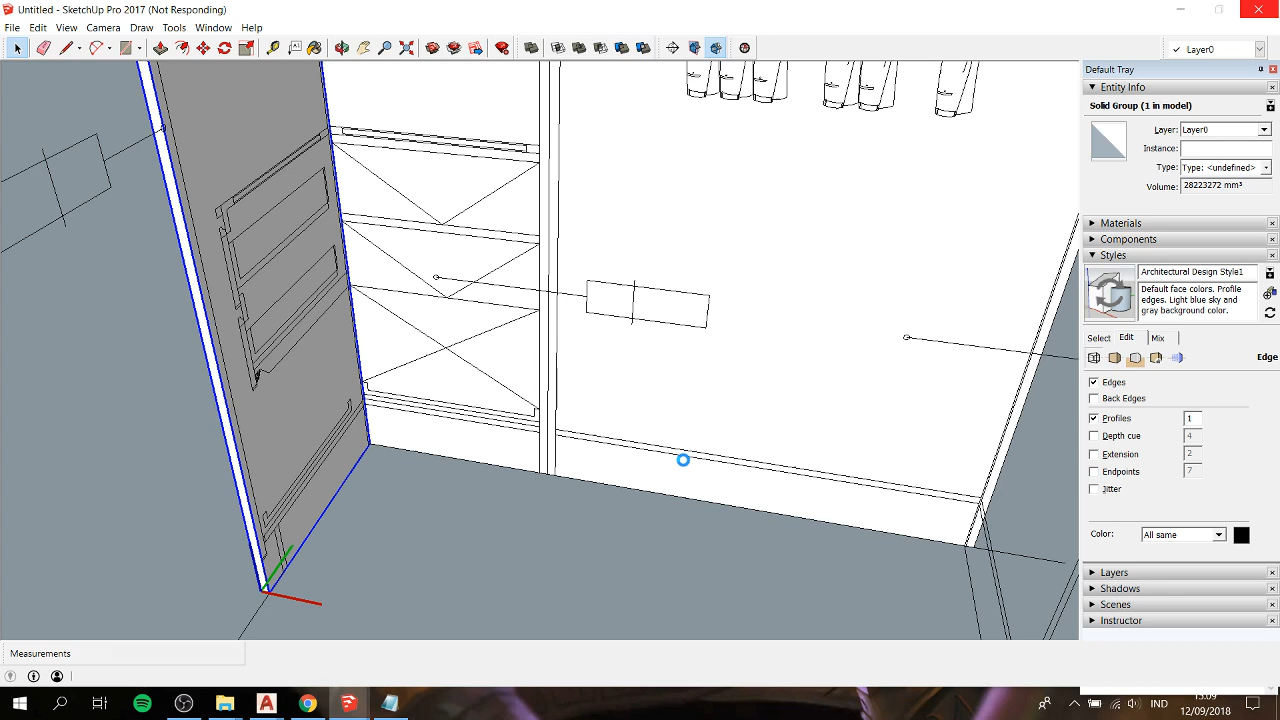 Untitled - SketchUp Pro 2017 (Not Responding)
File Edit View Camera Draw Tools Window Help
Layer0
Default Tray
Entity Info
Solid Group (1 in model)
Layer: Layer0
Instance:
Type: Type: <undefined>
Volume: 28223272 mm³
Materials
Components
Styles
Architectural Design Style1
Default face colors. Profile
edges. Light blue sky and
gray background color.
Select Edit Mix
Edge
Edges
Back Edges
Profiles 1
Depth cue 4
Extension 2
Endpoints 7
Jitter
Color: All same
Layers
Shadows
Scenes
Instructor
Measurements
IND
15.09
12/09/2018